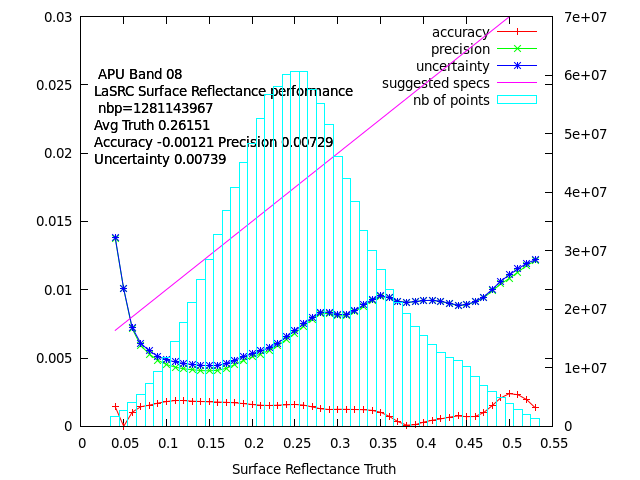 0.03
0.025
0.02
0.015
0.01
0.005
0
7e+07
6e+07
5e+07
4e+07
3e+07
2e+07
1e+07
0
accuracy
precision
uncertainty
suggested specs
nb of points
APU Band 08
LaSRC Surface Reflectance performance
nbp=1281143967
Avg Truth 0.26151
Accuracy -0.00121 Precision 0.00729
Uncertainty 0.00739
0 0.05 0.1 0.15 0.2 0.25 0.3 0.35 0.4 0.45 0.5 0.55
Surface Reflectance Truth